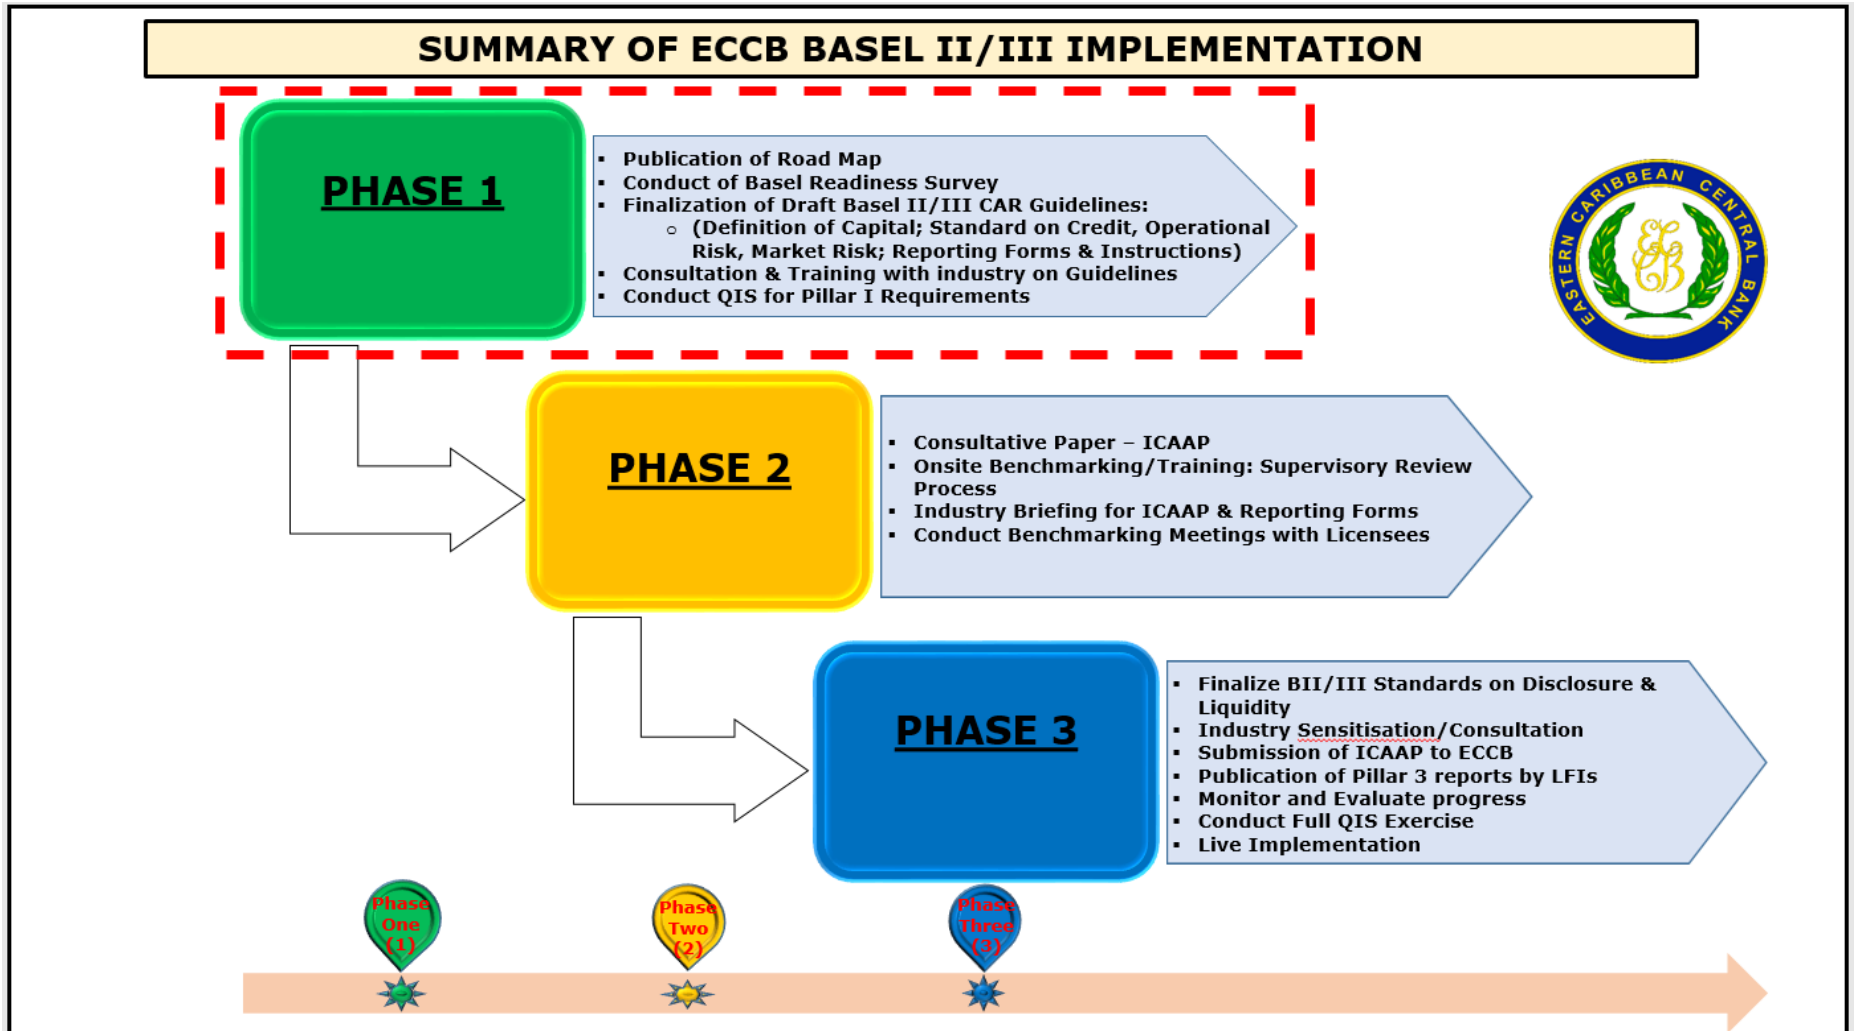 SUMMARY OF ECCB BASEL II/III IMPLEMENTATION
PHASE 1
▪ Publication of Road Map
▪ Conduct of Basel Readiness Survey
▪ Finalization of Draft Basel II/III CAR Guidelines:
o (Definition of Capital; Standard on Credit, Operational
Risk, Market Risk; Reporting Forms & Instructions)
▪ Consultation & Training with industry on Guidelines
▪ Conduct QIS for Pillar I Requirements
EASTERN CARIBBEAN CENTRAL BANK
ECCB
PHASE 2
▪ Consultative Paper – ICAAP
▪ Onsite Benchmarking/Training: Supervisory Review
Process
▪ Industry Briefing for ICAAP & Reporting Forms
▪ Conduct Benchmarking Meetings with Licensees
PHASE 3
▪ Finalize BII/III Standards on Disclosure &
Liquidity
▪ Industry Sensitisation/Consultation
▪ Submission of ICAAP to ECCB
▪ Publication of Pillar 3 reports by LFIs
▪ Monitor and Evaluate progress
▪ Conduct Full QIS Exercise
▪ Live Implementation
Phase
One
(1)
Phase
Two
(2)
Phase
Three
(3)